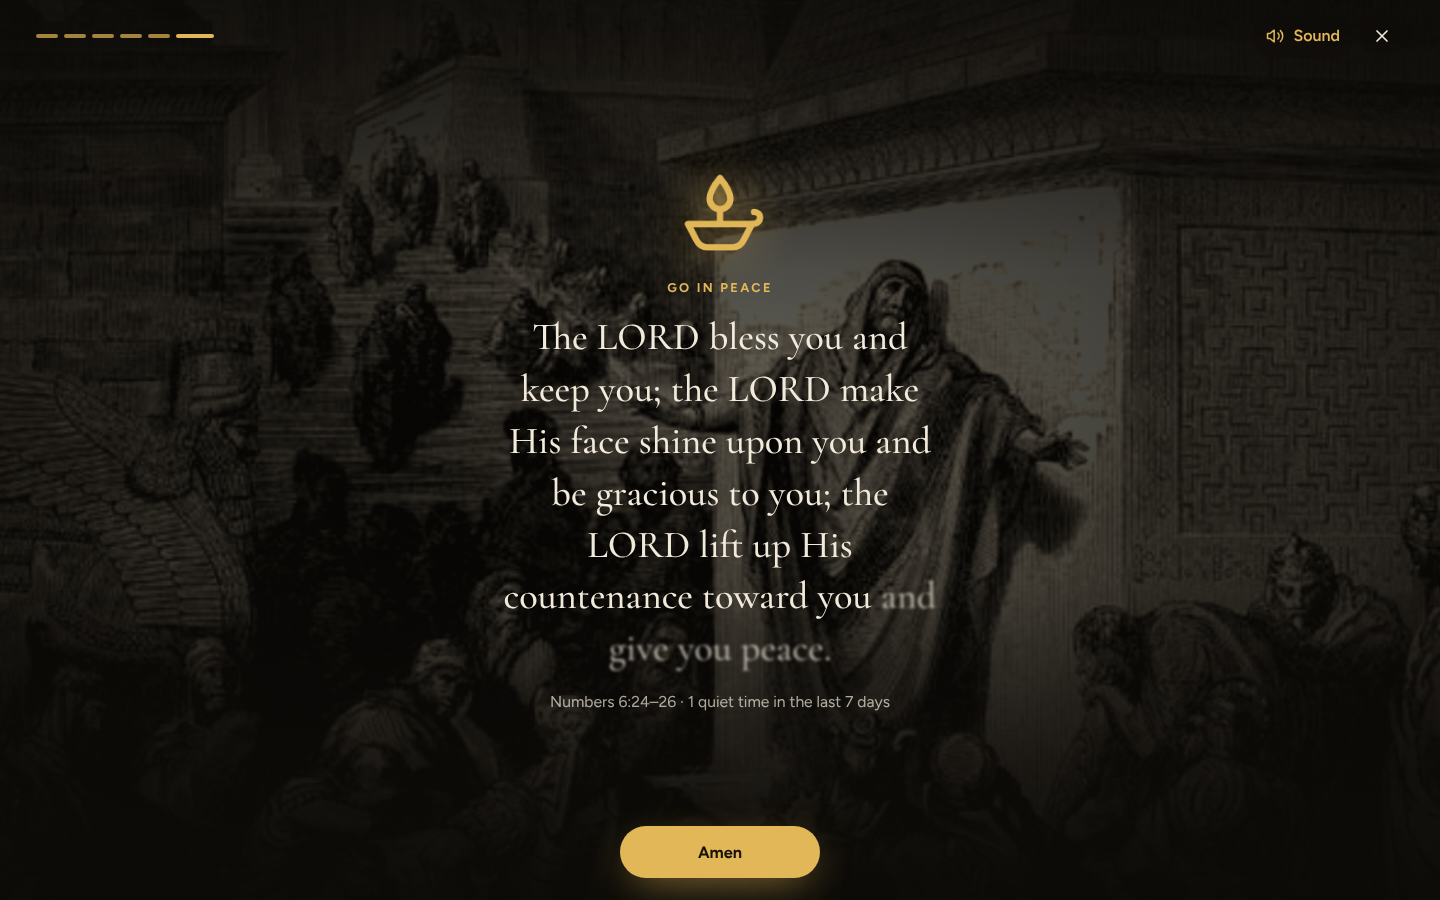 Sound
GO IN PEACE
The LORD bless you and
keep you; the LORD make
His face shine upon you and
be gracious to you; the
LORD lift up His
countenance toward you and
give you peace.
Numbers 6:24–26 · 1 quiet time in the last 7 days
Amen